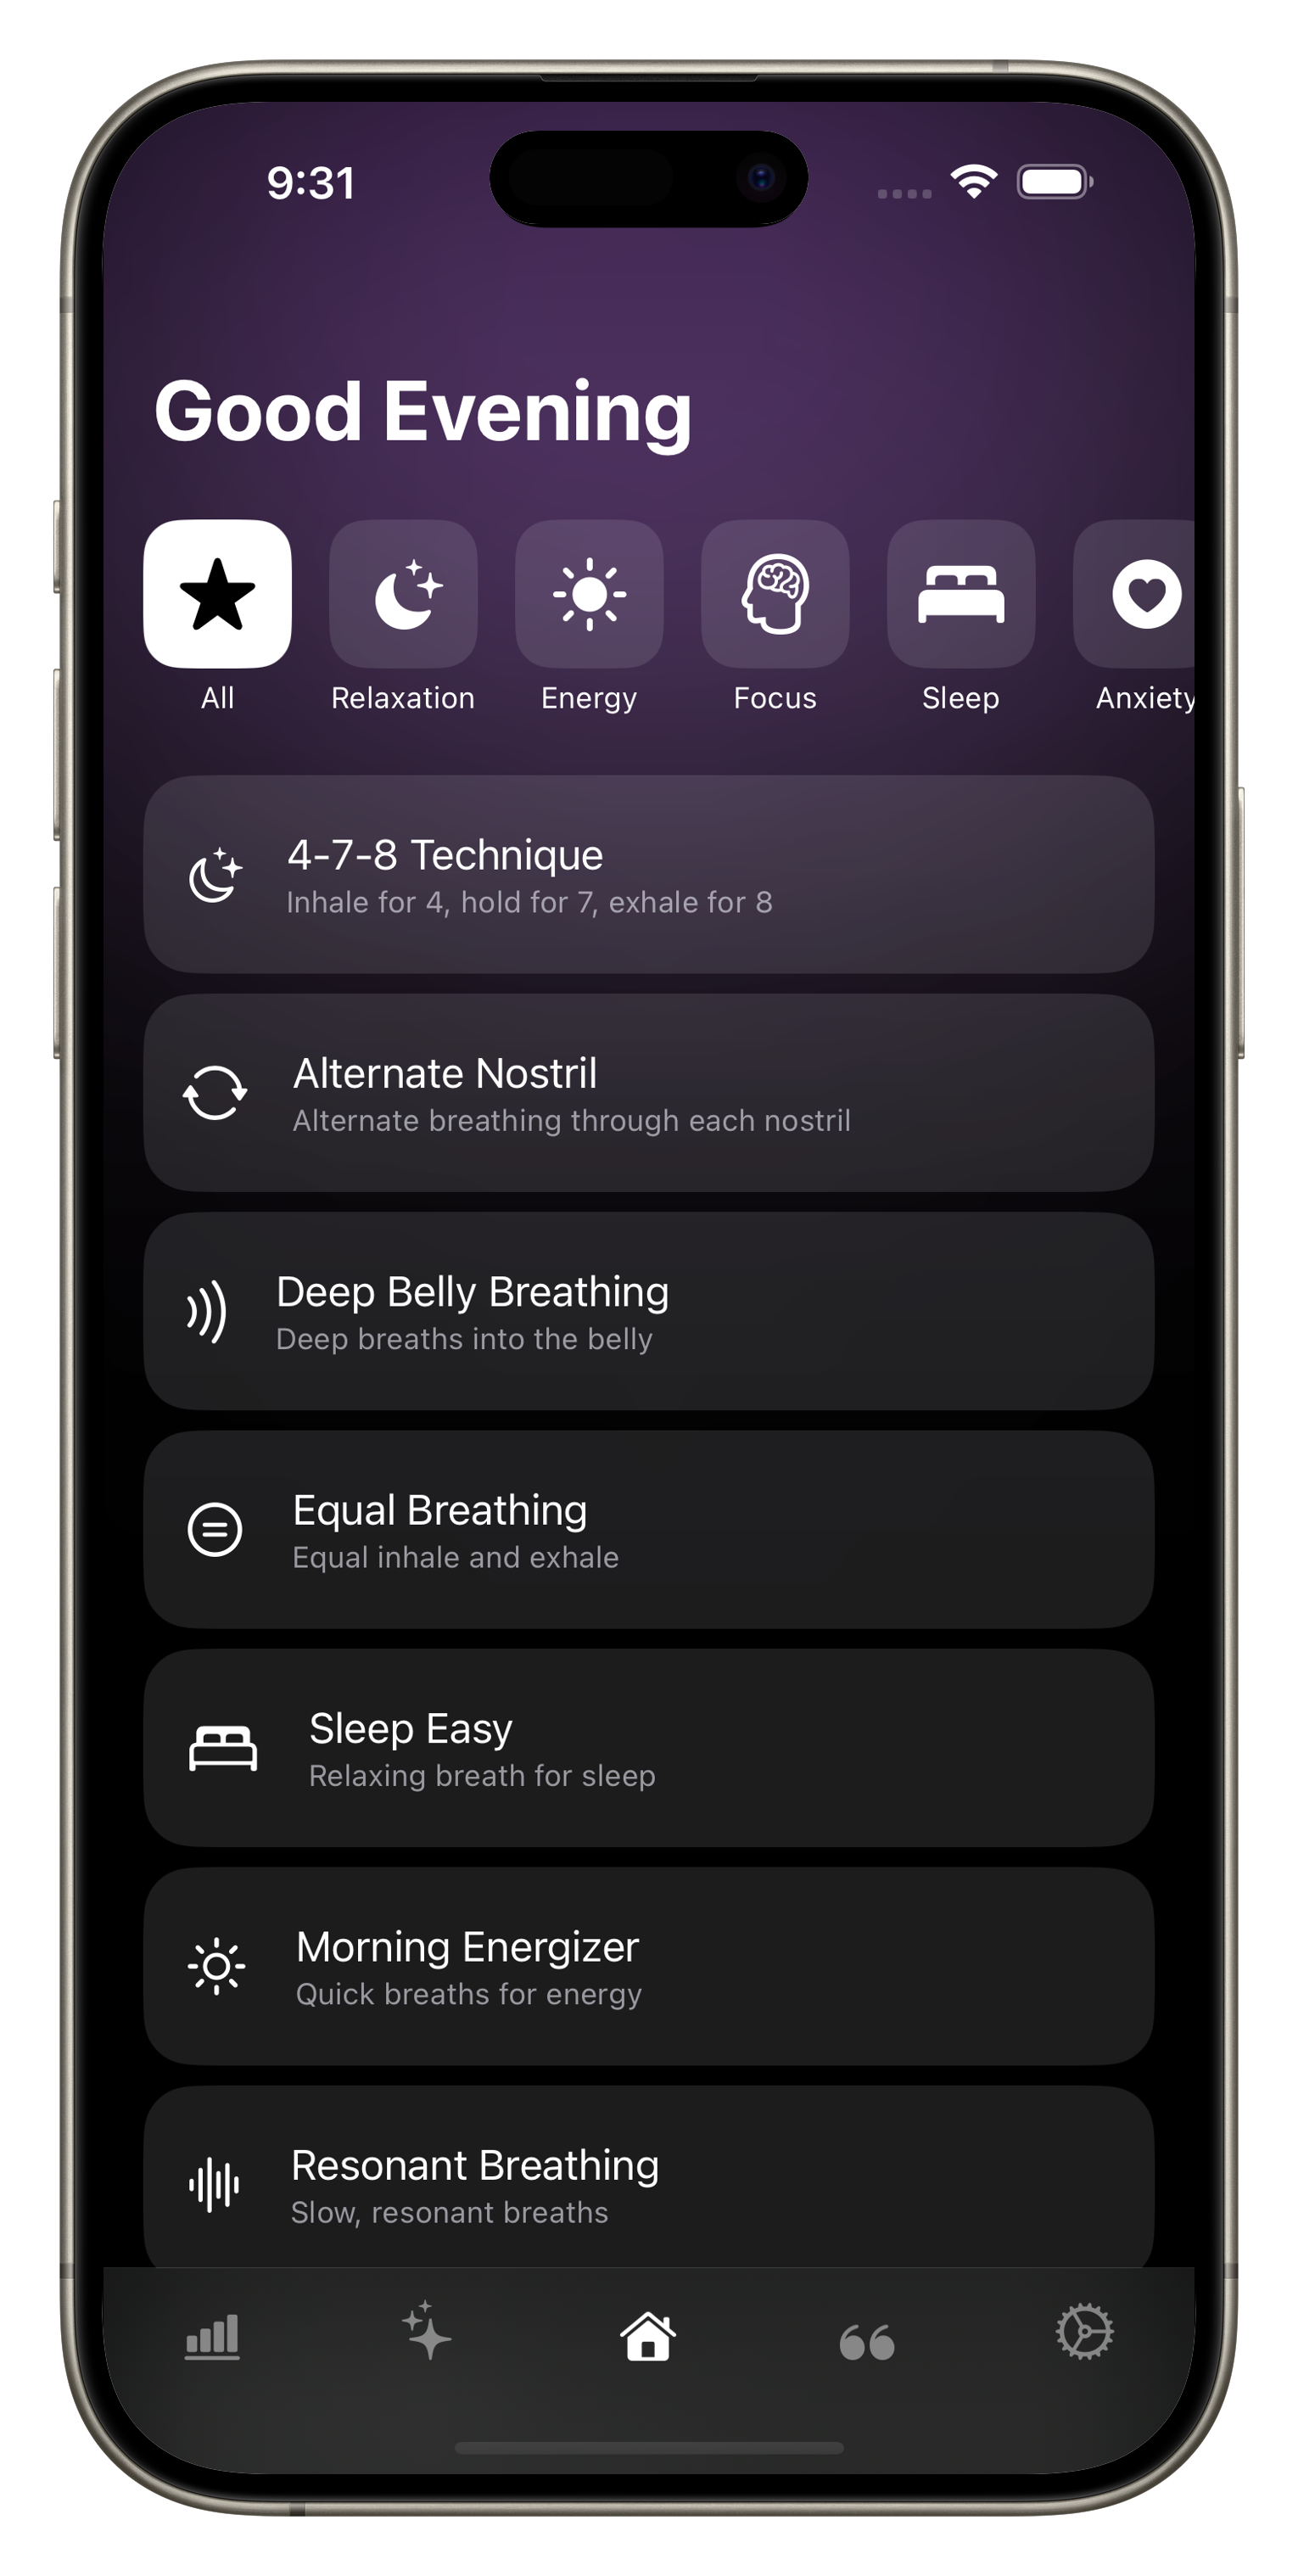 9:31
Good Evening
All
Relaxation
Energy
Focus
Sleep
Anxiety
4-7-8 Technique
Inhale for 4, hold for 7, exhale for 8
Alternate Nostril
Alternate breathing through each nostril
Deep Belly Breathing
Deep breaths into the belly
Equal Breathing
Equal inhale and exhale
Sleep Easy
Relaxing breath for sleep
Morning Energizer
Quick breaths for energy
Resonant Breathing
Slow, resonant breaths